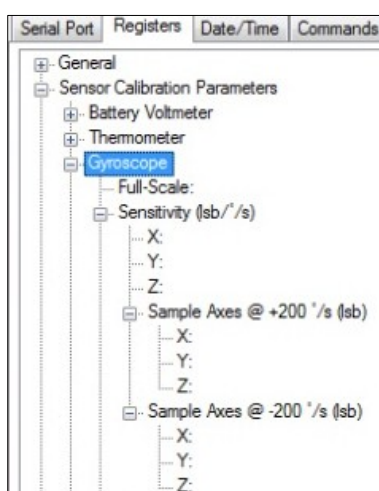 Serial Port Registers Date/Time Commands
General
Sensor Calibration Parameters
Battery Voltmeter
Thermometer
Gyroscope
Full-Scale:
Sensitivity (lsb/˚/s)
X:
Y:
Z:
Sample Axes @ +200 ˚/s (lsb)
X:
Y:
Z:
Sample Axes @ -200 ˚/s (lsb)
X:
Y:
Z: